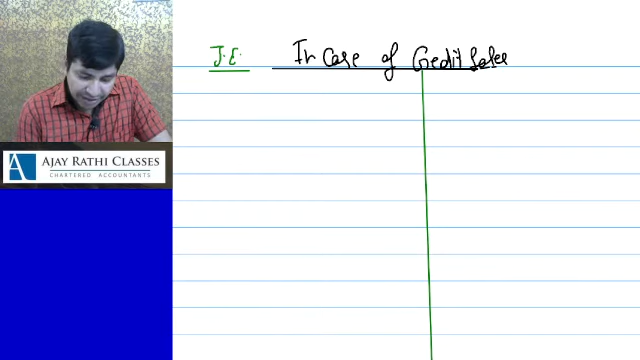 J.E. In Case of Credit Sales
A AJAY RATHI CLASSES
CHARTERED ACCOUNTANTS